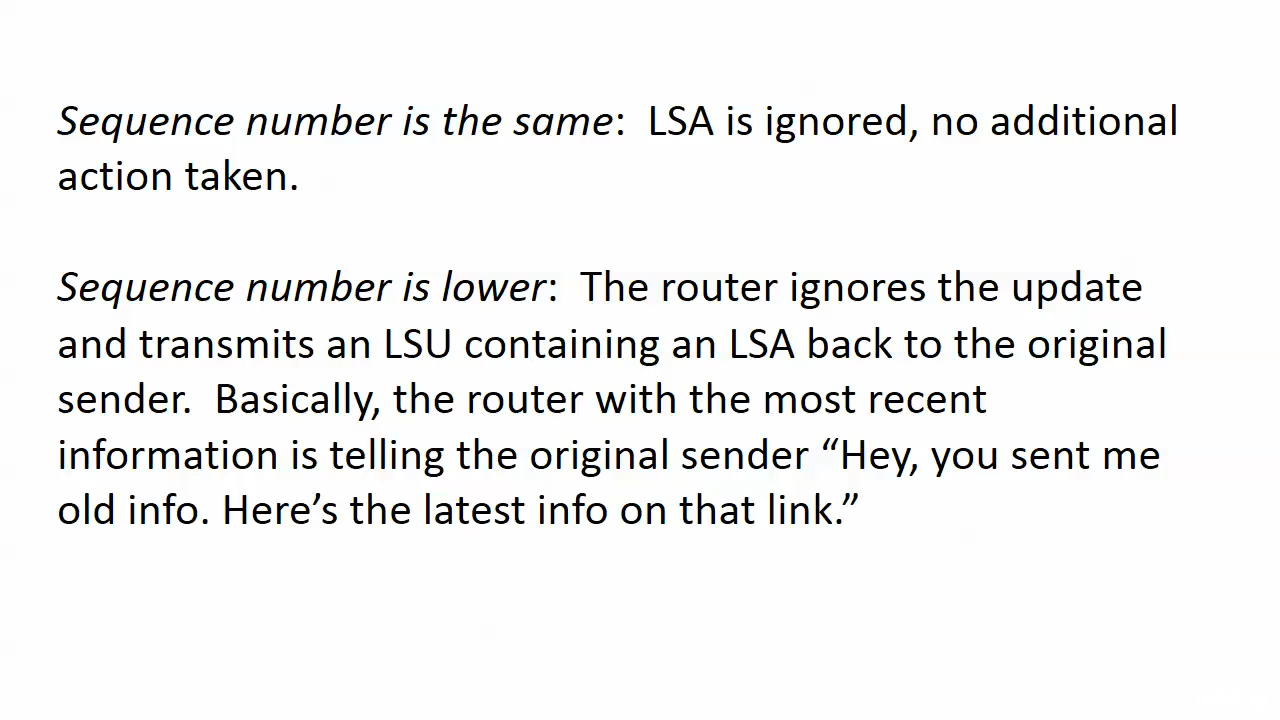 Sequence number is the same:  LSA is ignored, no additional
action taken.
Sequence number is lower:  The router ignores the update
and transmits an LSU containing an LSA back to the original
sender.  Basically, the router with the most recent
information is telling the original sender “Hey, you sent me
old info. Here’s the latest info on that link.”